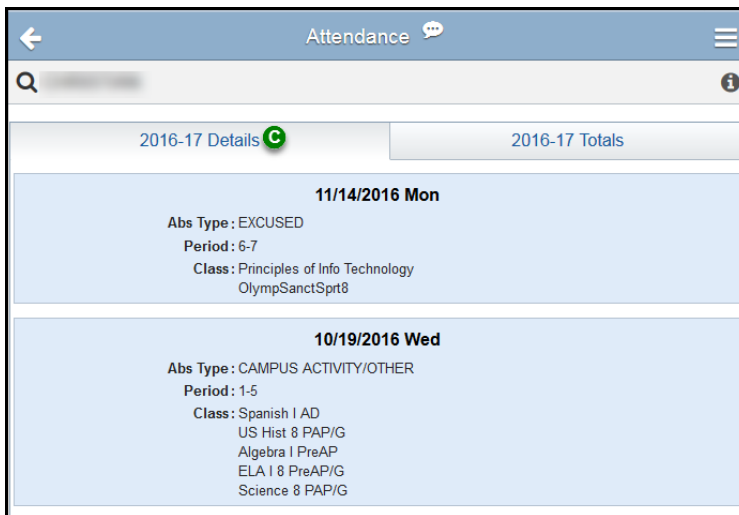 Attendance
2016-17 Details C
2016-17 Totals
11/14/2016 Mon
Abs Type : EXCUSED
Period : 6-7
Class : Principles of Info Technology
OlympSanctSprt8
10/19/2016 Wed
Abs Type : CAMPUS ACTIVITY/OTHER
Period : 1-5
Class : Spanish I AD
US Hist 8 PAP/G
Algebra I PreAP
ELA I 8 PreAP/G
Science 8 PAP/G